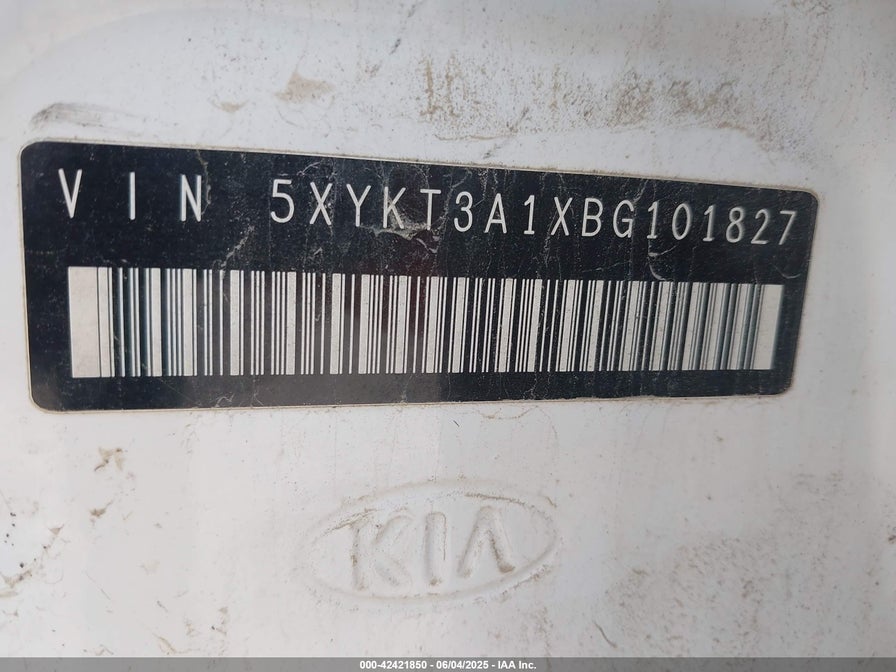 VIN 5XYKT3A1XBG101827
KIA
000-42421850 - 06/04/2025 - IAA Inc.